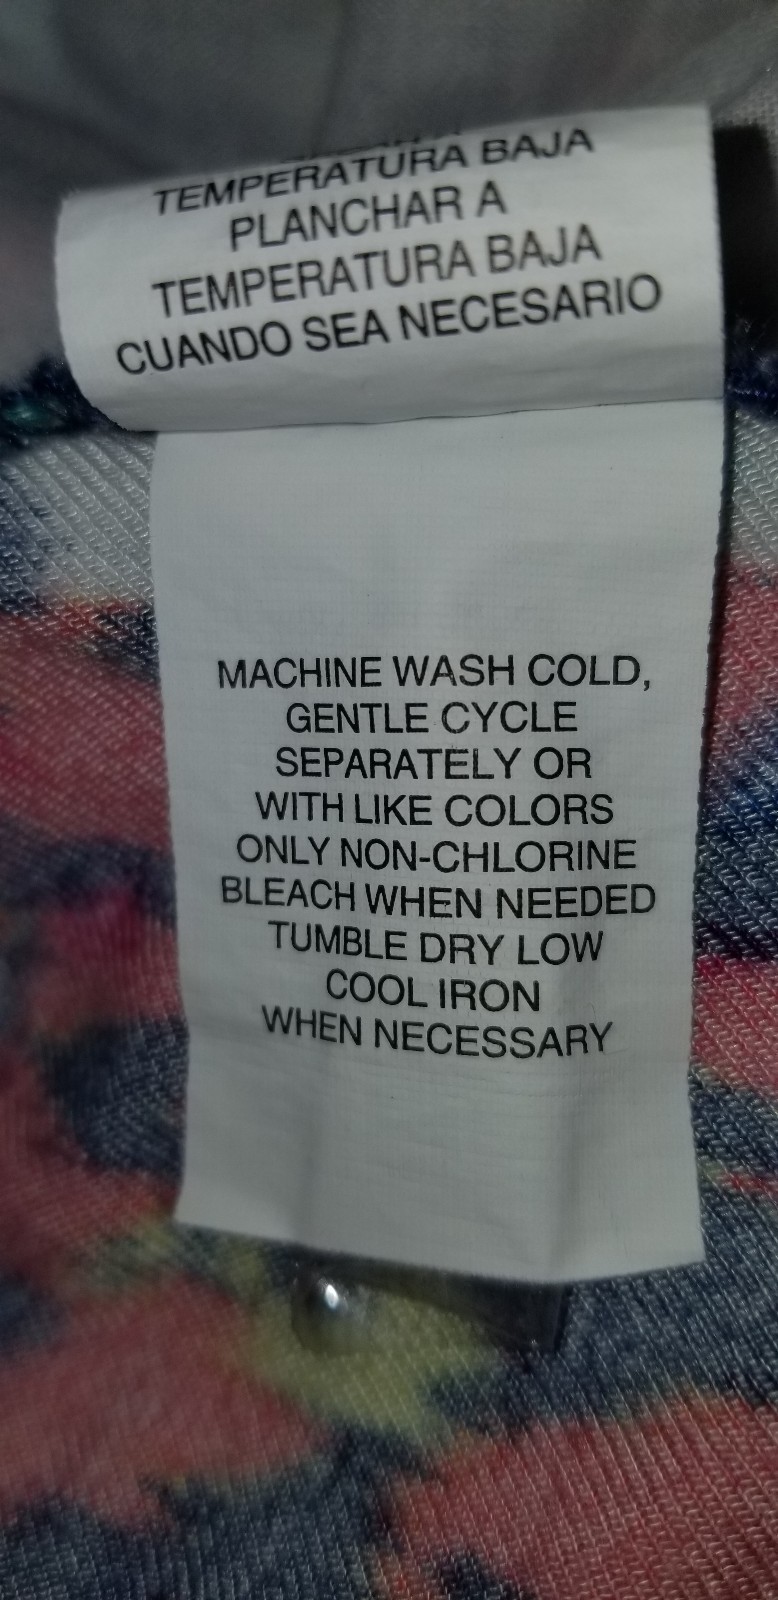 TEMPERATURA BAJA
PLANCHAR A
TEMPERATURA BAJA
CUANDO SEA NECESARIO
MACHINE WASH COLD,
GENTLE CYCLE
SEPARATELY OR
WITH LIKE COLORS
ONLY NON-CHLORINE
BLEACH WHEN NEEDED
TUMBLE DRY LOW
COOL IRON
WHEN NECESSARY